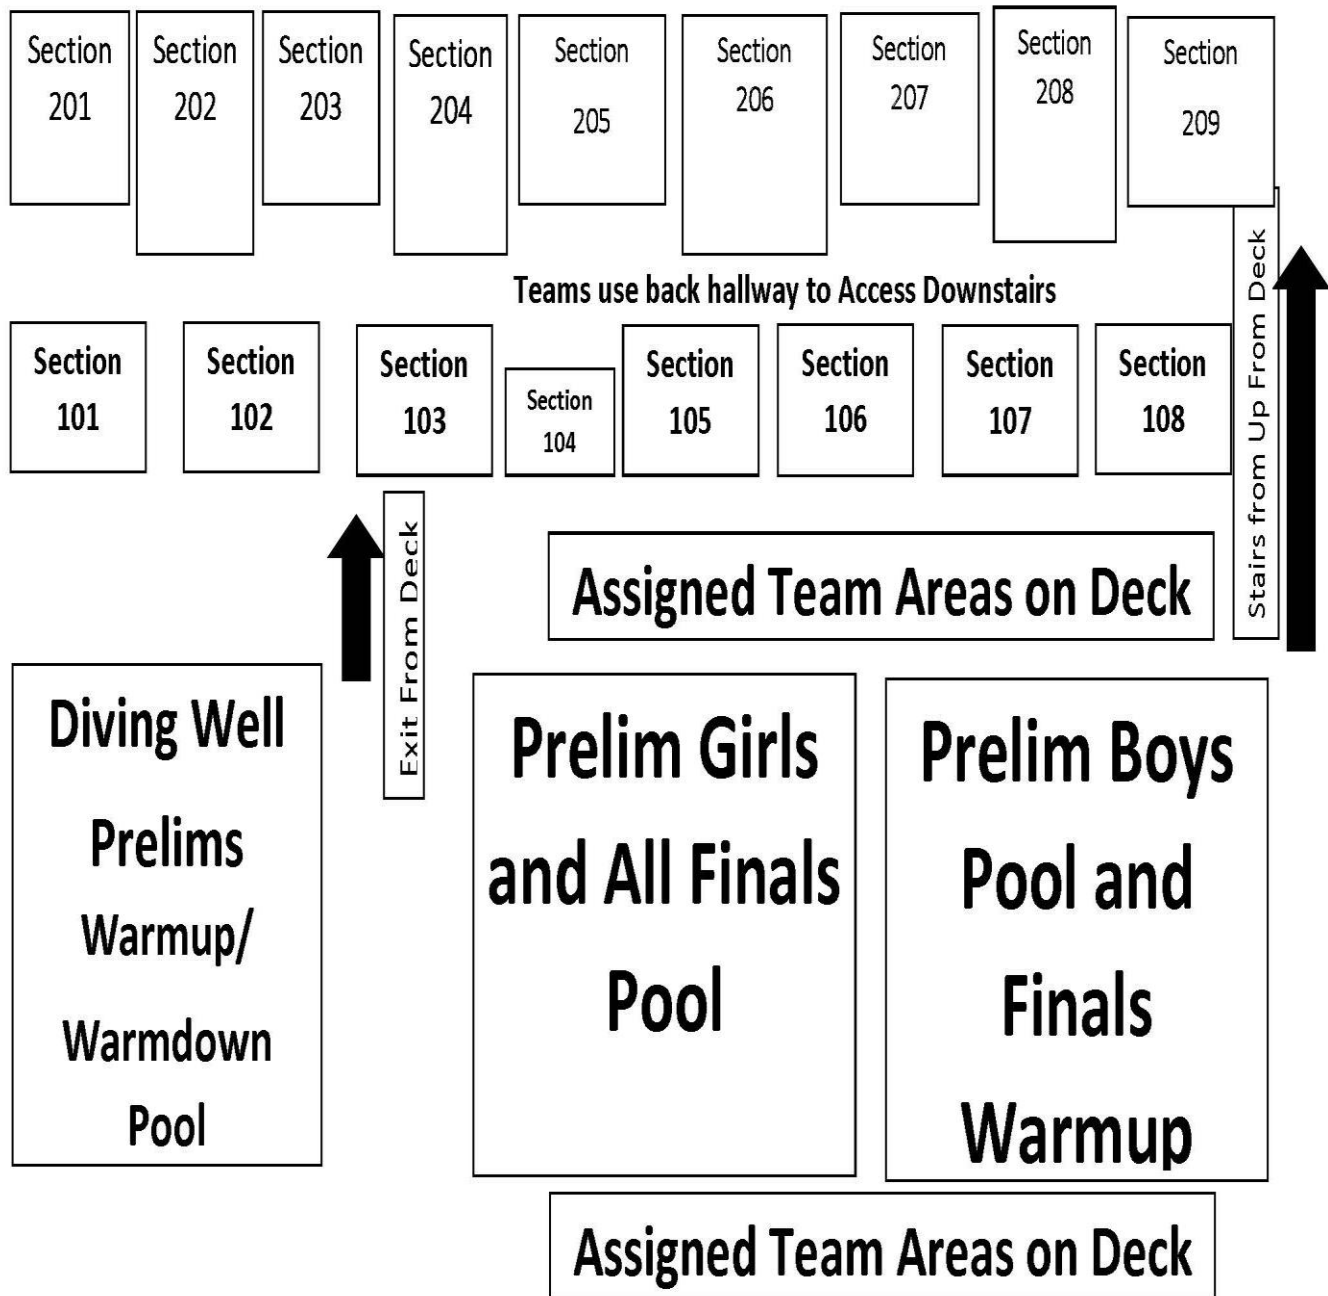 Section
201
Section
202
Section
203
Section
204
Section
205
Section
206
Section
207
Section
208
Section
209
Teams use back hallway to Access Downstairs
Section
101
Section
102
Section
103
Section
104
Section
105
Section
106
Section
107
Section
108
Stairs from Up From Deck
Exit From Deck
Assigned Team Areas on Deck
Diving Well
Prelims
Warmup/
Warmdown
Pool
Prelim Girls
and All Finals
Pool
Prelim Boys
Pool and
Finals
Warmup
Assigned Team Areas on Deck